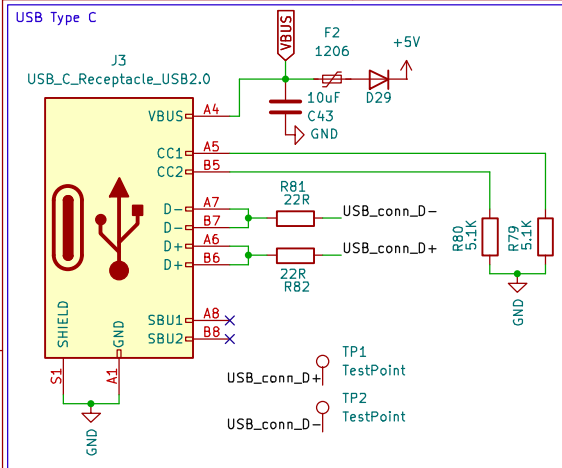 USB Type C
VBUS
F2
1206
+5V
J3
USB_C_Receptacle_USB2.0
10uF
C43
GND
D29
VBUS
A4
CC1
A5
CC2
B5
D-
A7
D-
B7
D+
A6
D+
B6
R81
22R
USB_conn_D-
USB_conn_D+
22R
R82
R80
5.1K
R79
5.1K
GND
SBU1
A8
SBU2
B8
SHIELD
GND
S1
A1
GND
TP1
TestPoint
USB_conn_D+
TP2
TestPoint
USB_conn_D-